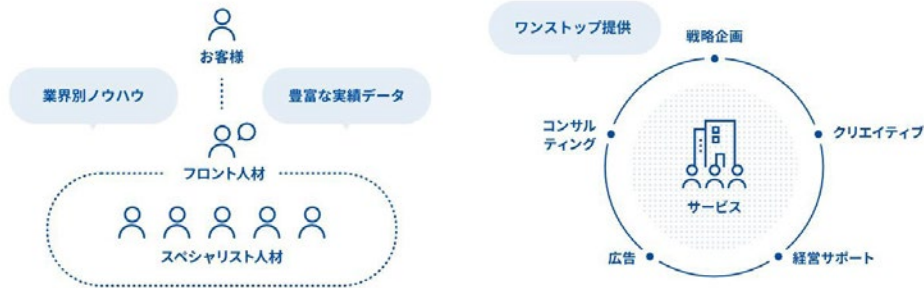 お客様
業界別ノウハウ
豊富な実績データ
フロント人材
スペシャリスト人材
ワンストップ提供
戦略企画
コンサル
ティング
クリエイティブ
サービス
広告
経営サポート